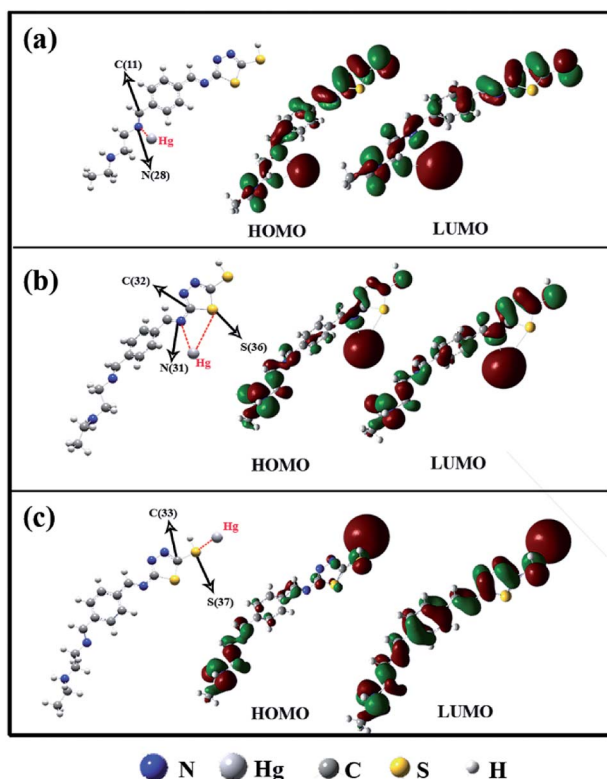 (a)
C(11)
Hg
N(28)
HOMO
LUMO
(b)
C(32)
S(36)
N(31)
Hg
HOMO
LUMO
(c)
C(33)
Hg
S(37)
HOMO
LUMO
N Hg C S H